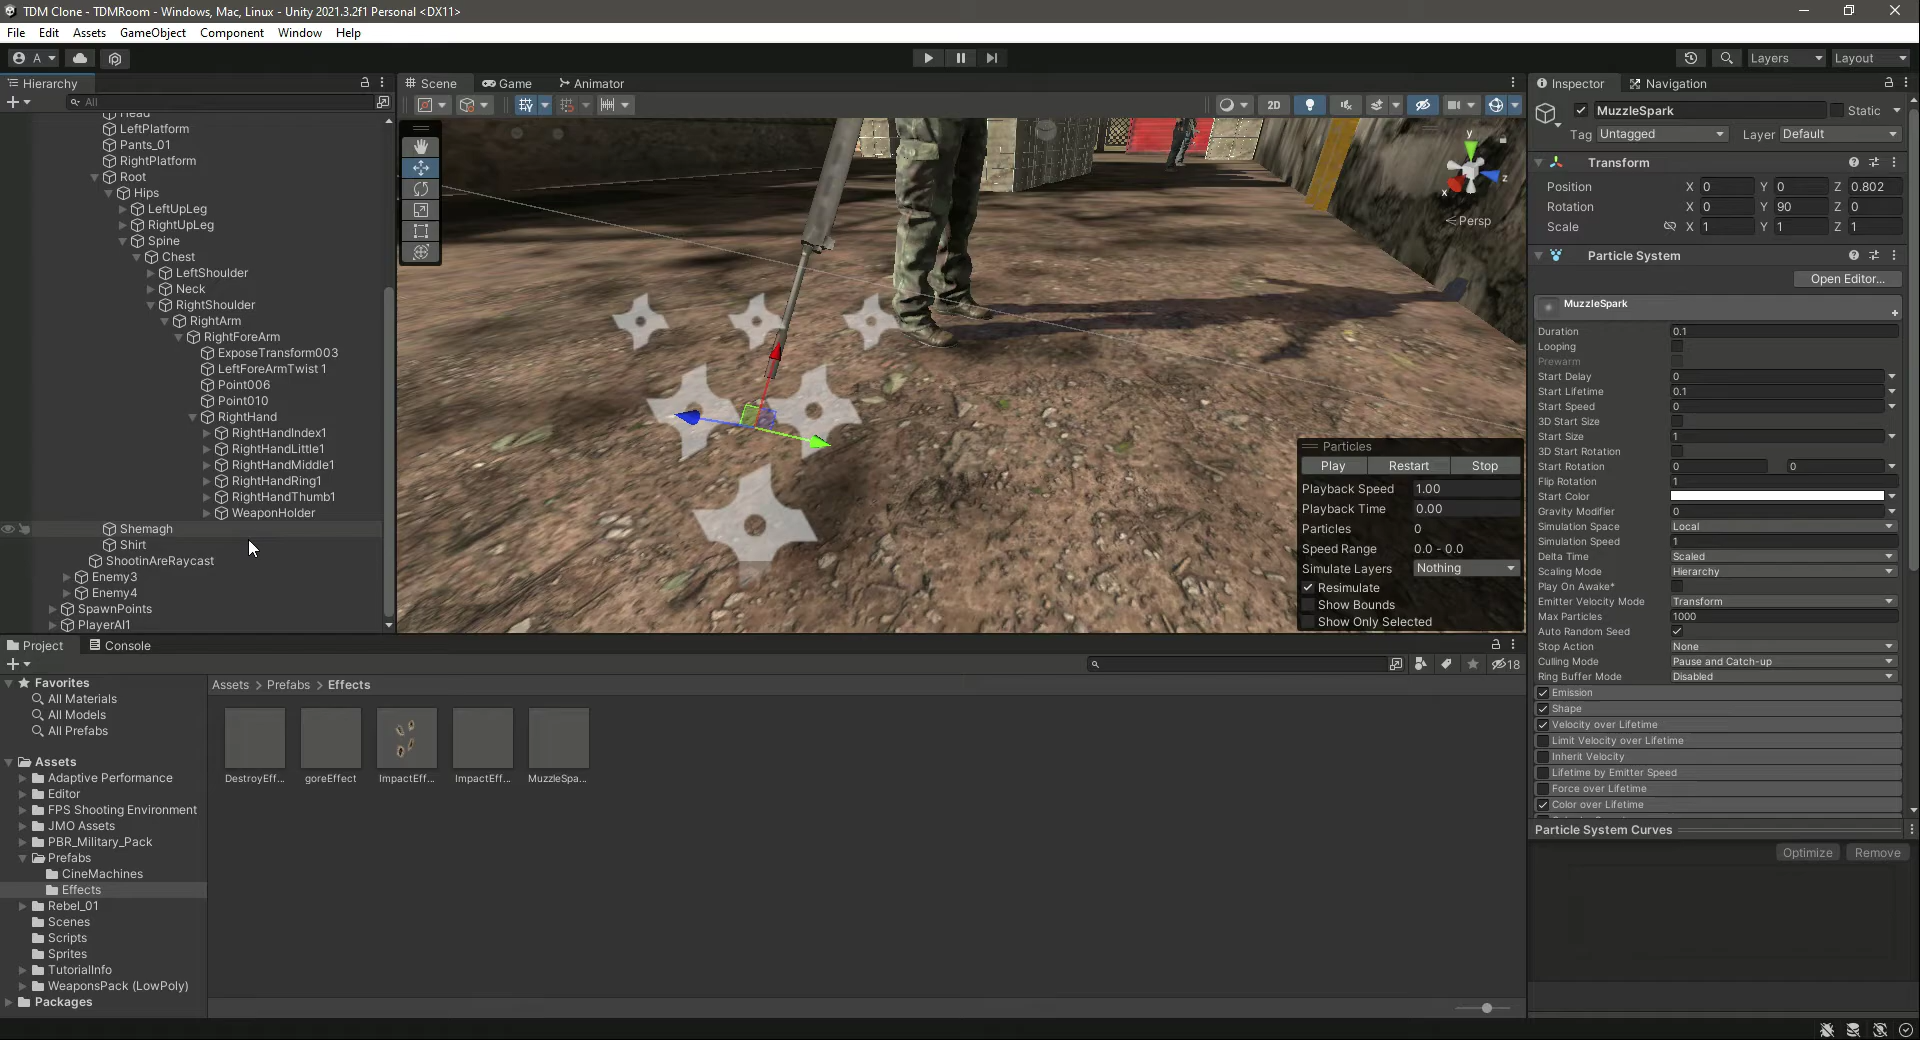 TDM Clone - TDMRoom - Windows, Mac, Linux - Unity 2021.3.2f1 Personal <DX11>
File Edit Assets GameObject Component Window Help
A Layers Layout
Hierarchy
All
Head
LeftPlatform
Pants_01
RightPlatform
Root
Hips
LeftUpLeg
RightUpLeg
Spine
Chest
LeftShoulder
Neck
RightShoulder
RightArm
RightForeArm
ExposeTransform003
LeftForeArmTwist 1
Point006
Point010
RightHand
RightHandIndex1
RightHandLittle1
RightHandMiddle1
RightHandRing1
RightHandThumb1
WeaponHolder
Shemagh
Shirt
ShootinAreRaycast
Enemy3
Enemy4
SpawnPoints
PlayerAI1
Scene Game Animator
2D
y
x
z
Persp
Particles
Play Restart Stop
Playback Speed 1.00
Playback Time 0.00
Particles 0
Speed Range 0.0 - 0.0
Simulate Layers Nothing
Resimulate
Show Bounds
Show Only Selected
Inspector Navigation
MuzzleSpark Static
Tag Untagged Layer Default
Transform
Position X 0 Y 0 Z 0.802
Rotation X 0 Y 90 Z 0
Scale X 1 Y 1 Z 1
Particle System
Open Editor...
MuzzleSpark
Duration 0.1
Looping
Prewarm
Start Delay 0
Start Lifetime 0.1
Start Speed 0
3D Start Size
Start Size 1
3D Start Rotation
Start Rotation 0 0
Flip Rotation 1
Start Color
Gravity Modifier 0
Simulation Space Local
Simulation Speed 1
Delta Time Scaled
Scaling Mode Hierarchy
Play On Awake*
Emitter Velocity Mode Transform
Max Particles 1000
Auto Random Seed
Stop Action None
Culling Mode Pause and Catch-up
Ring Buffer Mode Disabled
Emission
Shape
Velocity over Lifetime
Limit Velocity over Lifetime
Inherit Velocity
Lifetime by Emitter Speed
Force over Lifetime
Color over Lifetime
Particle System Curves
Optimize Remove
Project Console
18
Favorites
All Materials
All Models
All Prefabs
Assets
Adaptive Performance
Editor
FPS Shooting Environment
JMO Assets
PBR_Military_Pack
Prefabs
CineMachines
Effects
Rebel_01
Scenes
Scripts
Sprites
TutorialInfo
WeaponsPack (LowPoly)
Packages
Assets > Prefabs > Effects
DestroyEff... goreEffect ImpactEff... ImpactEff... MuzzleSpa...